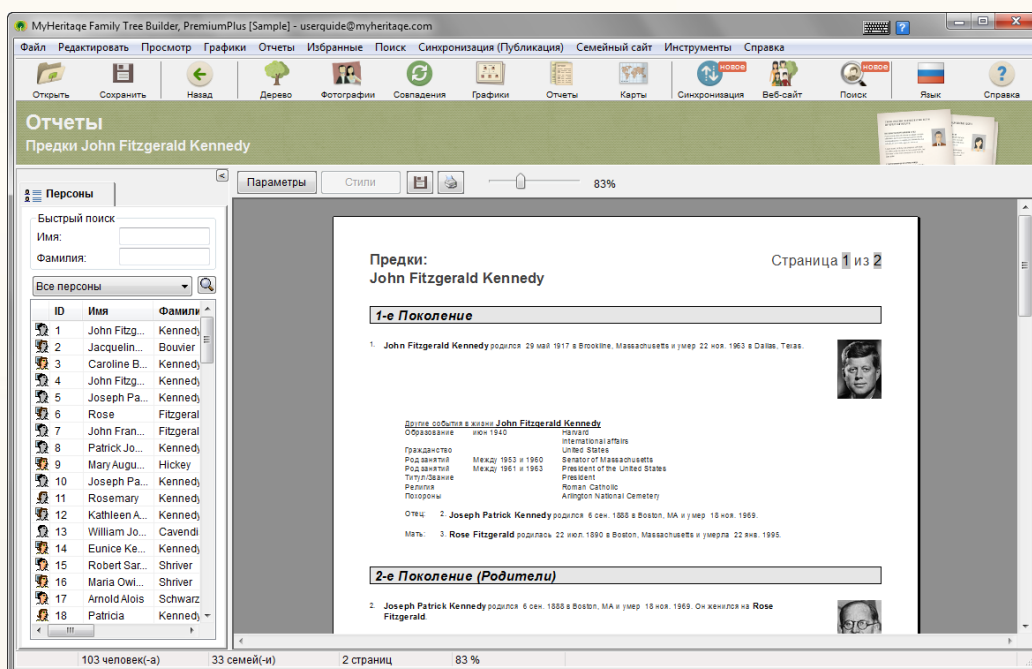 MyHeritage Family Tree Builder, PremiumPlus [Sample] - userguide@myheritage.com
Файл Редактировать Просмотр Графики Отчеты Избранные Поиск Синхронизация (Публикация) Семейный сайт Инструменты Справка
НОВОЕ НОВОЕ
Открыть Сохранить Назад Дерево Фотографии Совпадения Графики Отчеты Карты Синхронизация Веб-сайт Поиск Язык Справка
Отчеты
Предки John Fitzgerald Kennedy
Персоны
Быстрый поиск
Имя:
Фамилия:
Все персоны
ID Имя Фамили
1 John Fitzg... Kennedy
2 Jacquelin... Bouvier
3 Caroline B... Kennedy
4 John Fitzg... Kennedy
5 Joseph Pa... Kennedy
6 Rose Fitzgeral
7 John Fran... Fitzgeral
8 Patrick Jo... Kennedy
9 Mary Augu... Hickey
10 Joseph Pa... Kennedy
11 Rosemary Kennedy
12 Kathleen A... Kennedy
13 William Jo... Cavendi
14 Eunice Ke... Kennedy
15 Robert Sar... Shriver
16 Maria Owi... Shriver
17 Arnold Alois Schwarz
18 Patricia Kennedy
Параметры Стили 83%
Предки:
John Fitzgerald Kennedy
Страница 1 из 2
1-е Поколение
1. John Fitzgerald Kennedy родился 29 май 1917 в Brookline, Massachusetts и умер 22 ноя. 1963 в Dallas, Texas.
Другие события в жизни John Fitzgerald Kennedy
Образование июн 1940 Harvard
International affairs
Гражданство United States
Род занятий Между 1953 и 1960 Senator of Massachusetts
Род занятий Между 1961 и 1963 President of the United States
Титул/Звание President
Религия Roman Catholic
Похороны Arlington National Cemetery
Отец: 2. Joseph Patrick Kennedy родился 6 сен. 1888 в Boston, MA и умер 18 ноя. 1969.
Мать: 3. Rose Fitzgerald родилась 22 июл. 1890 в Boston, Massachusetts и умерла 22 янв. 1995.
2-е Поколение (Родители)
2. Joseph Patrick Kennedy родился 6 сен. 1888 в Boston, MA и умер 18 ноя. 1969. Он женился на Rose
Fitzgerald.
103 человек(-а) 33 семей(-и) 2 страниц 83 %